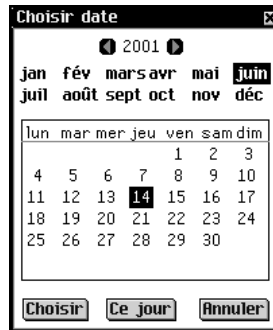 Choisir date
2001
jan fév mars avr mai juin
juil août sept oct nov déc
lun mar mer jeu ven sam dim
1 2 3
4 5 6 7 8 9 10
11 12 13 14 15 16 17
18 19 20 21 22 23 24
25 26 27 28 29 30
Choisir Ce jour Annuler